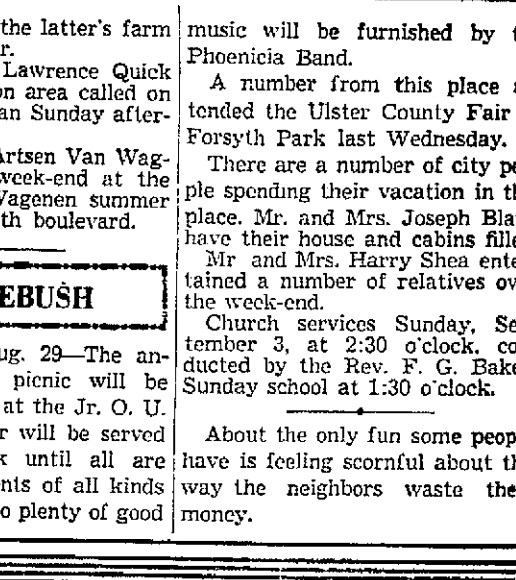 the latter's farm
r.
Lawrence Quick
n area called on
an Sunday after-
Artsen Van Wag-
week-end at the
Wagenen summer
th boulevard.
EBUSH
ug. 29—The an-
picnic will be
at the Jr. O. U.
r will be served
k until all are
ents of all kinds
o plenty of good
music will be furnished by t
Phoenicia Band.
A number from this place a
tended the Ulster County Fair
Forsyth Park last Wednesday.
There are a number of city pe
ple spending their vacation in th
place. Mr. and Mrs. Joseph Bla
have their house and cabins fille
Mr and Mrs. Harry Shea ente
tained a number of relatives ov
the week-end.
Church services Sunday, Se
tember 3, at 2:30 o'clock. co
ducted by the Rev. F. G. Bake
Sunday school at 1:30 o'clock.
About the only fun some peop
have is feeling scornful about th
way the neighbors waste the
money.